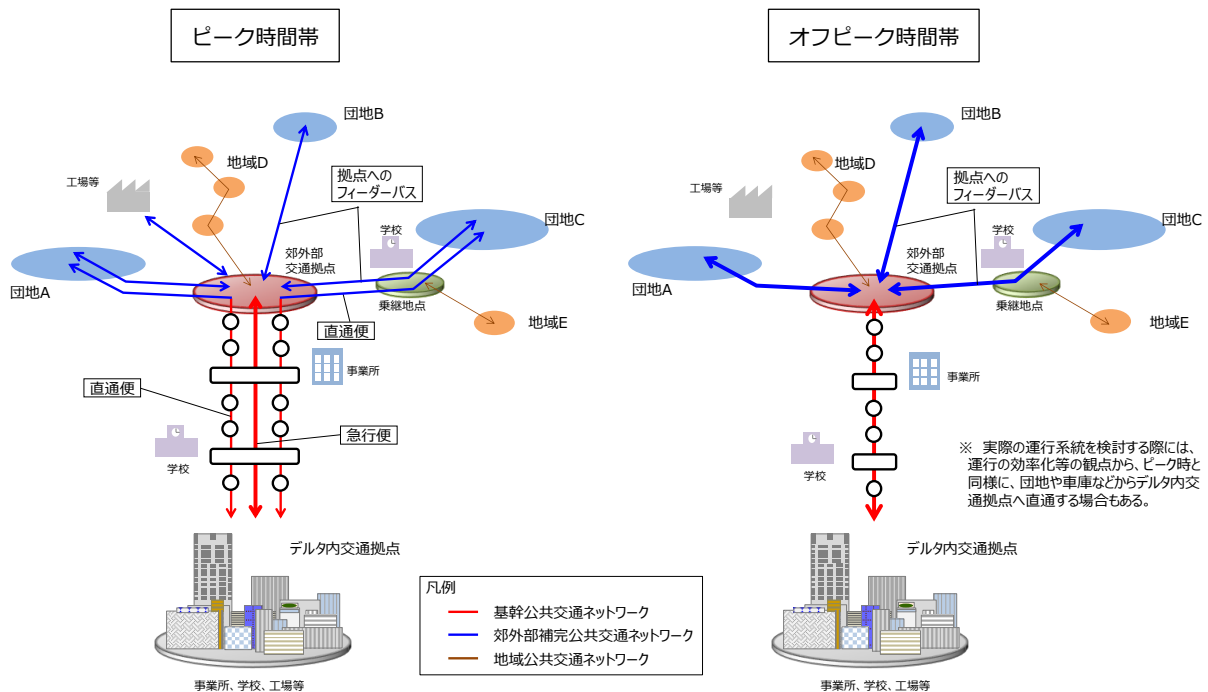 ピーク時間帯
団地B
地域D
工場等
拠点への
フィーダーバス
学校
団地C
郊外部
交通拠点
団地A
乗継地点
直通便
地域E
事業所
直通便
急行便
学校
デルタ内交通拠点
事業所、学校、工場等
凡例
基幹公共交通ネットワーク
郊外部補完公共交通ネットワーク
地域公共交通ネットワーク
オフピーク時間帯
団地B
地域D
工場等
拠点への
フィーダーバス
学校
団地C
郊外部
交通拠点
団地A
乗継地点
地域E
事業所
学校
※ 実際の運行系統を検討する際には、
運行の効率化等の観点から、ピーク時と
同様に、団地や車庫などからデルタ内交
通拠点へ直通する場合もある。
デルタ内交通拠点
事業所、学校、工場等